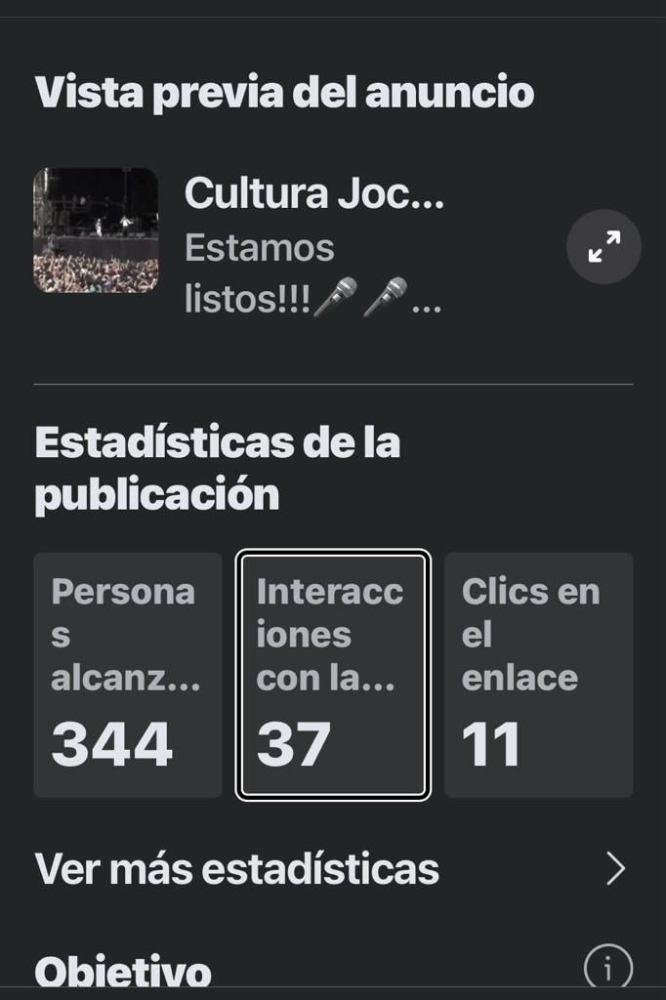 Vista previa del anuncio
Cultura Joc...
Estamos
listos!!!🎤🎤...
Estadísticas de la
publicación
Persona
s
alcanz...
344
Interacc
iones
con la...
37
Clics en
el
enlace
11
Ver más estadísticas
Objetivo